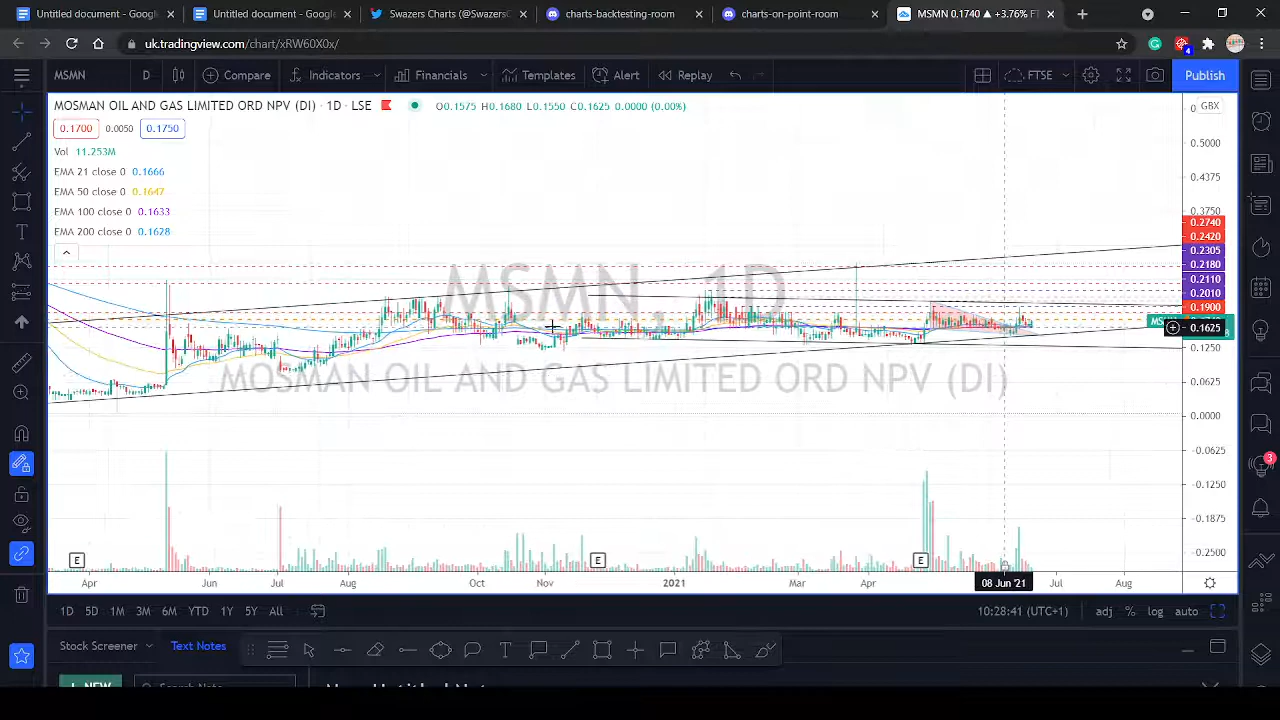 Untitled document - Google
Untitled document - Google
Swazers Charts (@Swazers
charts-backtesting-room
charts-on-point-room
MSMN 0.1740 ▲ +3.76% FT
uk.tradingview.com/chart/xRW60X0x/
4
MSMN
D
Compare
Indicators
Financials
Templates
Alert
Replay
FTSE
Publish
MOSMAN OIL AND GAS LIMITED ORD NPV (DI) · 1D · LSE
O0.1575 H0.1680 L0.1550 C0.1625 0.0000 (0.00%)
GBX
0.1700
0.0050
0.1750
Vol 11.253M
EMA 21 close 0 0.1666
EMA 50 close 0 0.1647
EMA 100 close 0 0.1633
EMA 200 close 0 0.1628
0.5000
0.4375
0.3750
0.2740
0.2420
0.2305
0.2180
0.2110
0.2010
0.1900
0.1625
0.1250
0.0625
0.0000
-0.0625
-0.1250
-0.1875
-0.2500
MSMN, 1D
MOSMAN OIL AND GAS LIMITED ORD NPV (DI)
3
E
E
E
Apr
Jun
Jul
Aug
Oct
Nov
2021
Mar
Apr
08 Jun '21
Jul
Aug
1D
5D
1M
3M
6M
YTD
1Y
5Y
All
10:28:41 (UTC+1)
adj
%
log
auto
Stock Screener
Text Notes